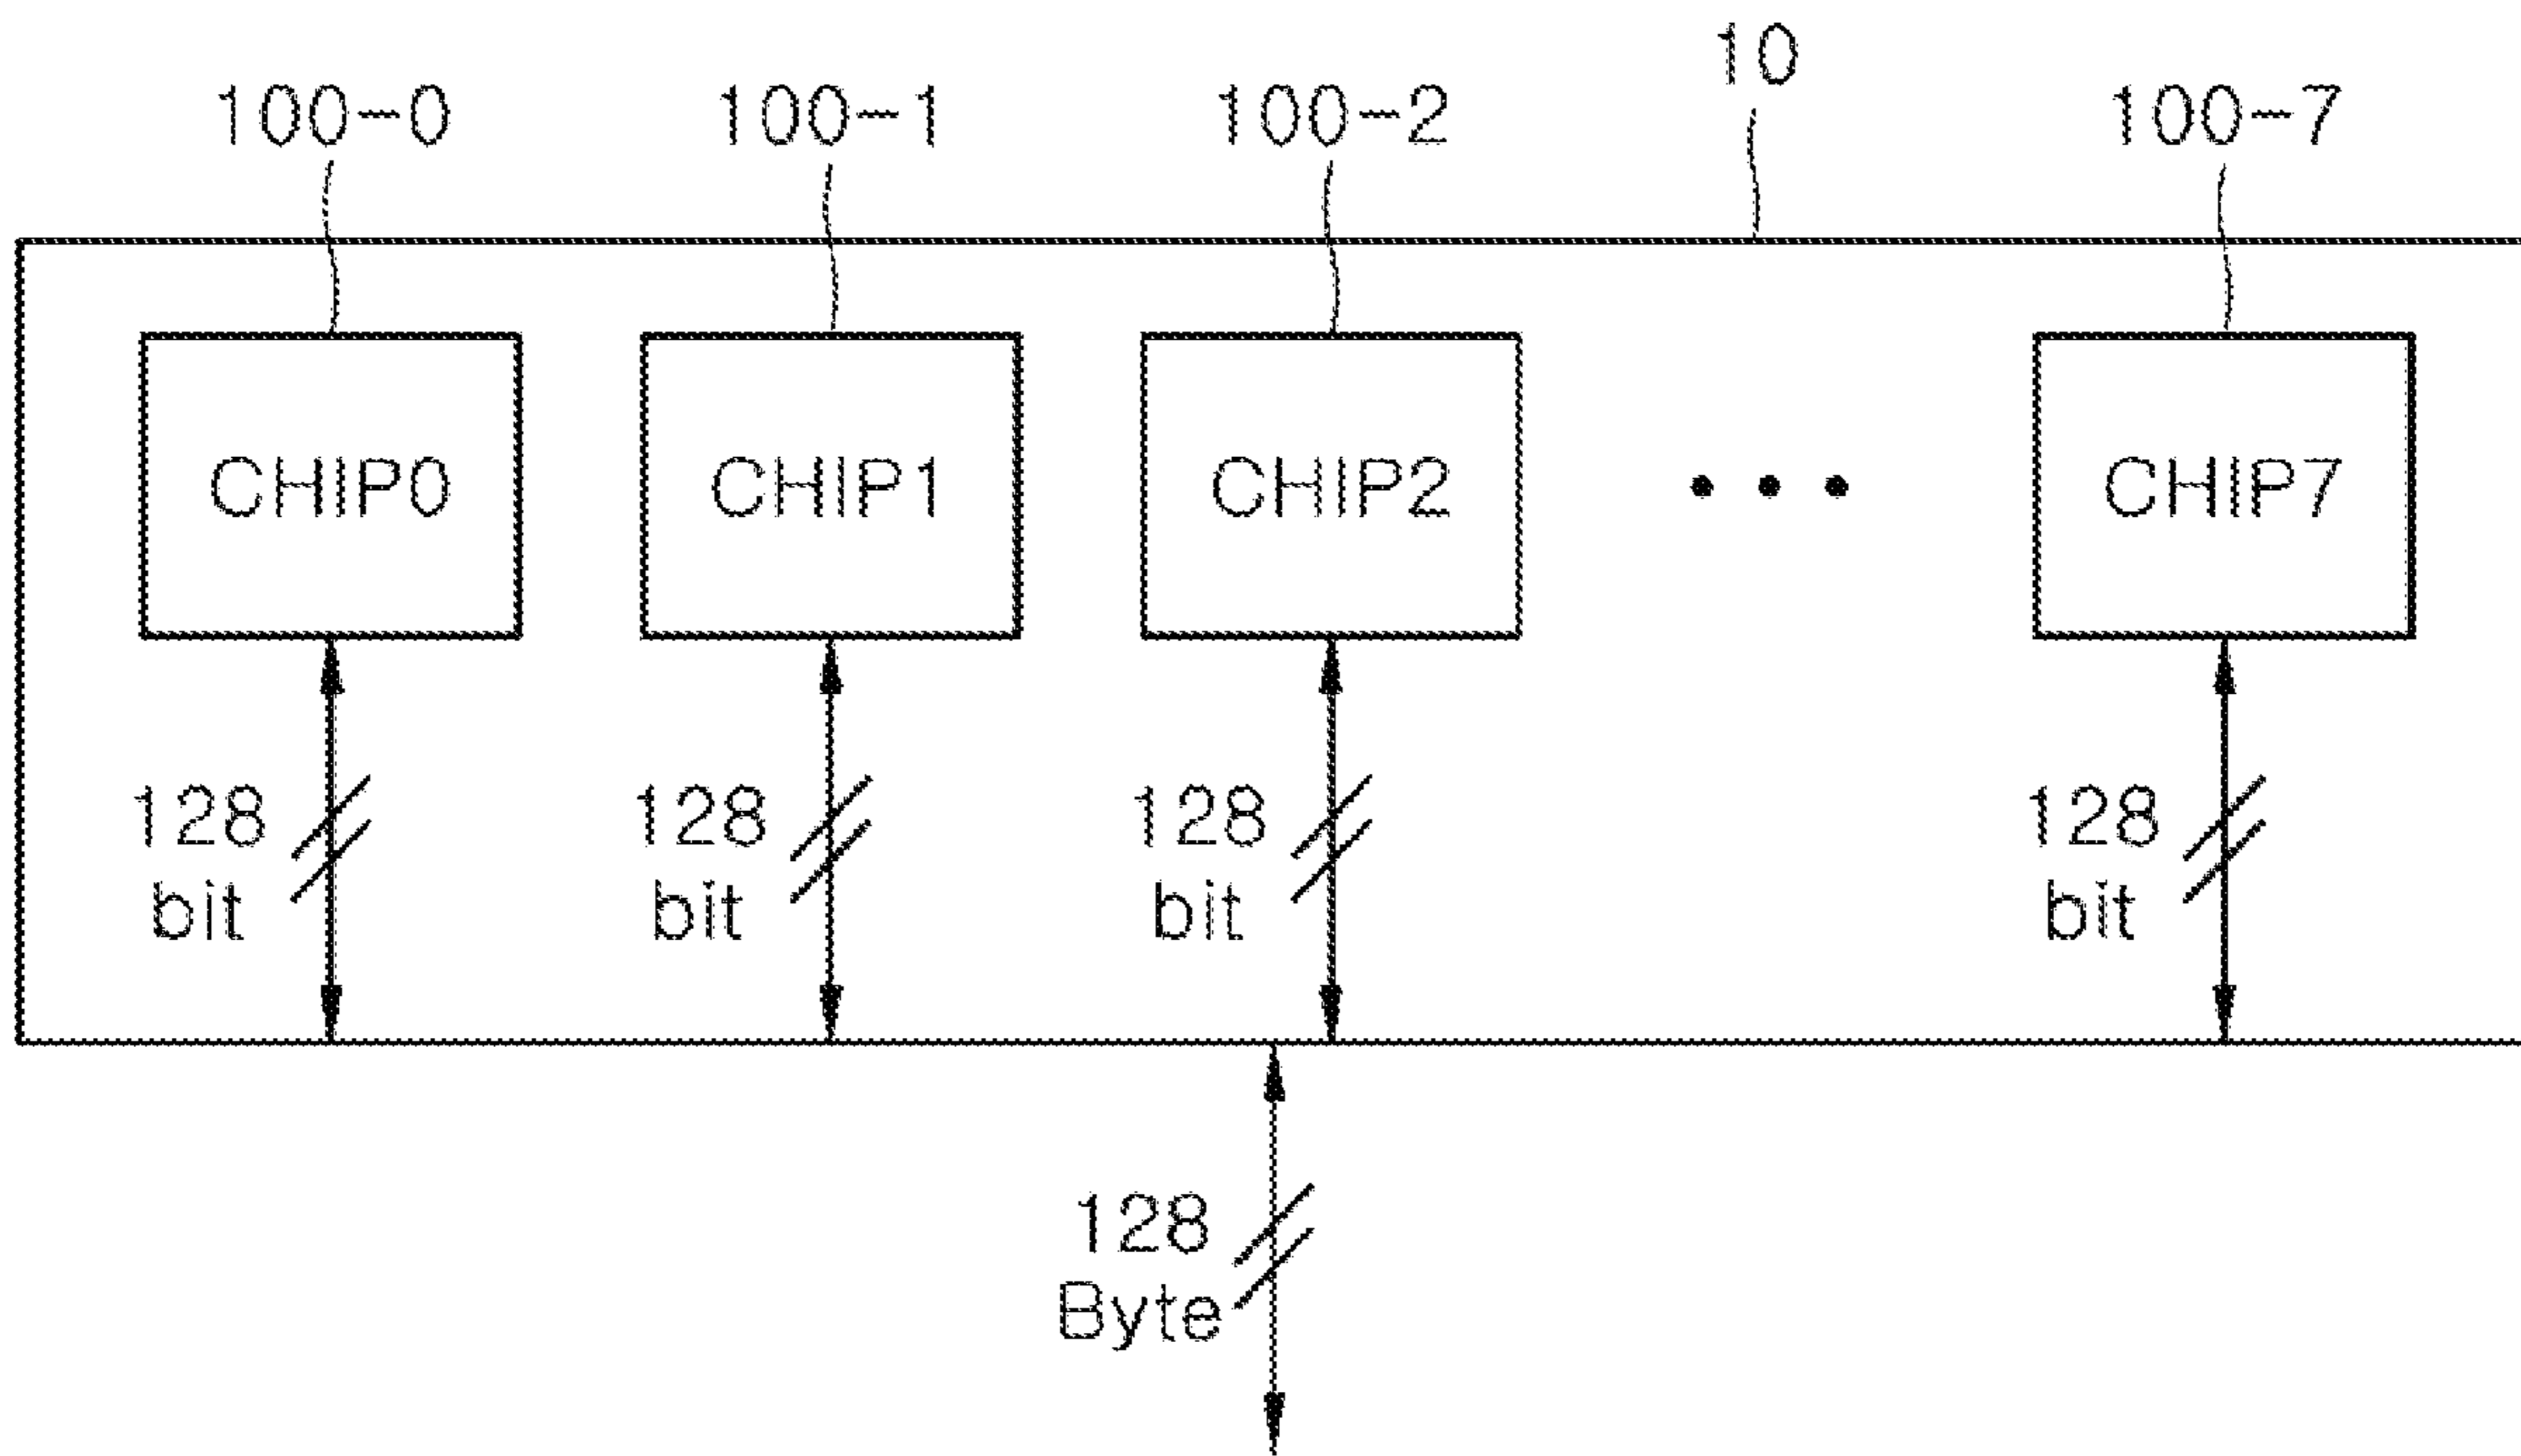 10
100-0 100-1 100-2 100-7
CHIP0 CHIP1 CHIP2 • • • CHIP7
128 128 128 128
bit bit bit bit
128
Byte